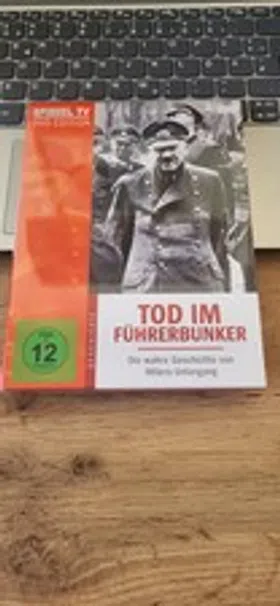 SPIEGEL TV
TOD IM
FÜHRERBUNKER
Die wahre Geschichte von
Hitlers Untergang
12